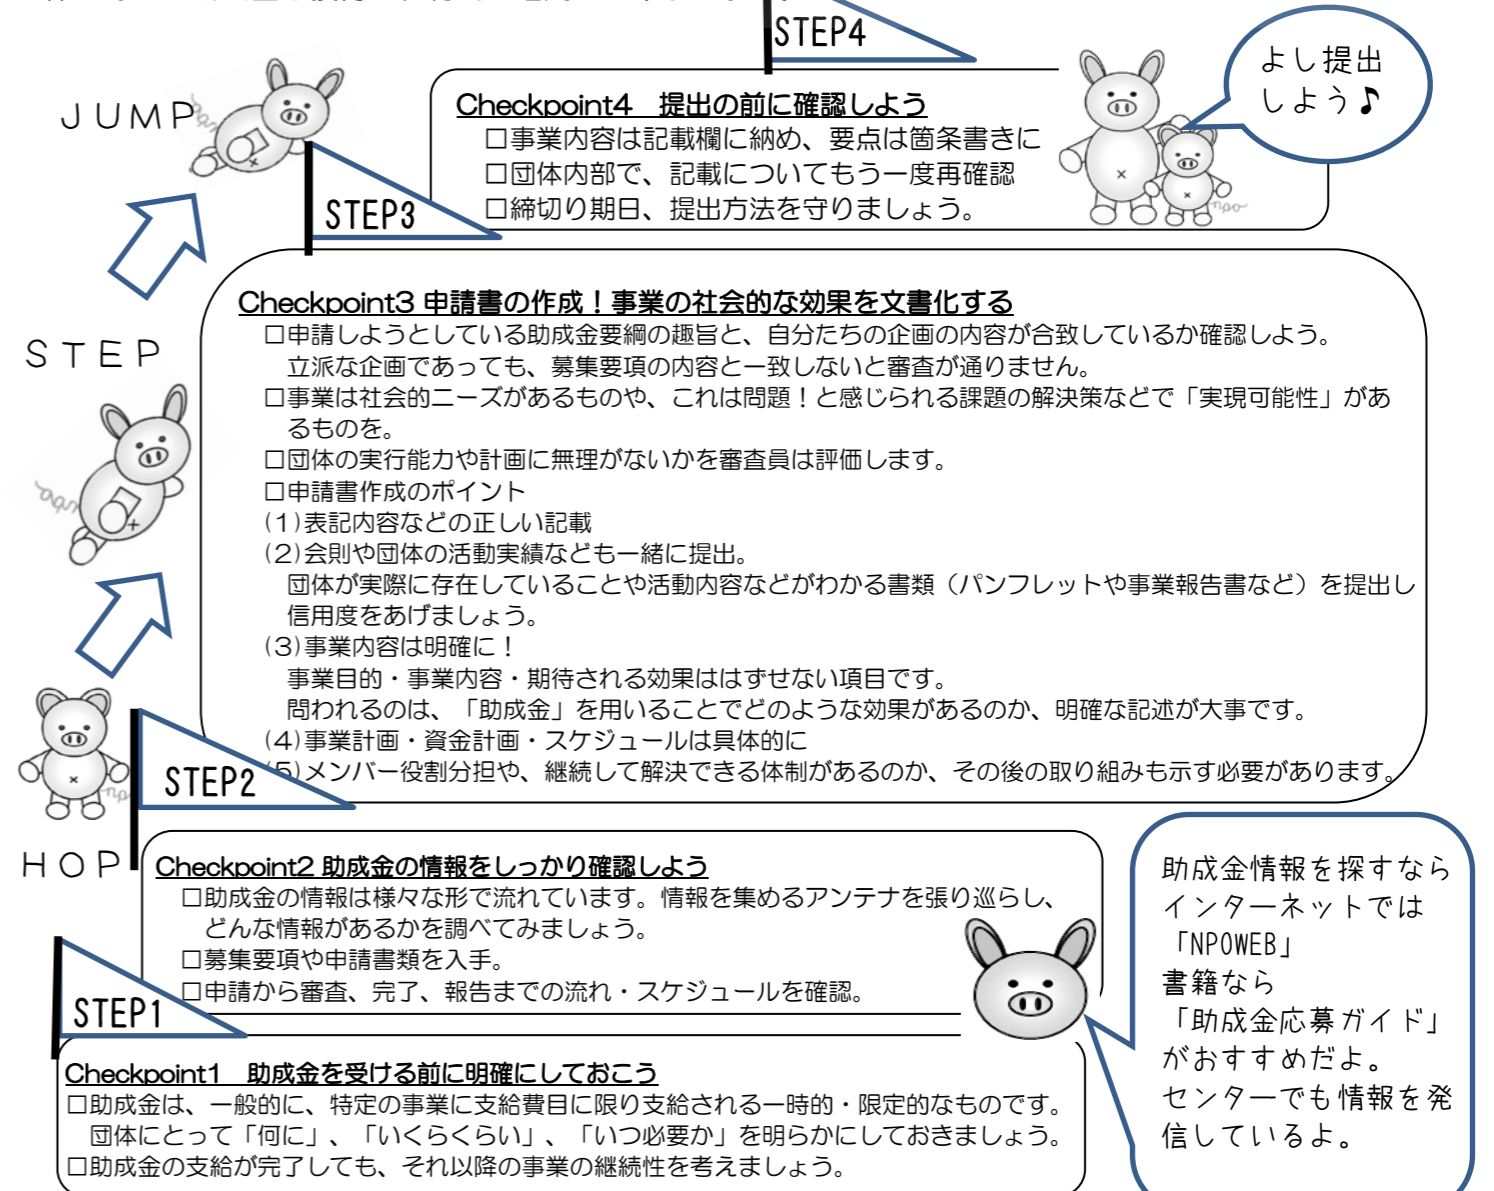 STEP4
よし提出
しよう♪
JUMP
Checkpoint4 提出の前に確認しよう
□事業内容は記載欄に納め、要点は箇条書きに
□団体内部で、記載についてもう一度再確認
□締切り期日、提出方法を守りましょう。
npo
STEP3
Checkpoint3 申請書の作成！事業の社会的な効果を文書化する
□申請しようとしている助成金要綱の趣旨と、自分たちの企画の内容が合致しているか確認しよう。
立派な企画であっても、募集要項の内容と一致しないと審査が通りません。
□事業は社会的ニーズがあるものや、これは問題！と感じられる課題の解決策などで「実現可能性」があ
るものを。
□団体の実行能力や計画に無理がないかを審査員は評価します。
□申請書作成のポイント
(1)表記内容などの正しい記載
(2)会則や団体の活動実績なども一緒に提出。
団体が実際に存在していることや活動内容などがわかる書類（パンフレットや事業報告書など）を提出し
信用度をあげましょう。
(3)事業内容は明確に！
事業目的・事業内容・期待される効果ははずせない項目です。
問われるのは、「助成金」を用いることでどのような効果があるのか、明確な記述が大事です。
(4)事業計画・資金計画・スケジュールは具体的に
(5)メンバー役割分担や、継続して解決できる体制があるのか、その後の取り組みも示す必要があります。
STEP
npo
STEP2
npo
HOP
Checkpoint2 助成金の情報をしっかり確認しよう
□助成金の情報は様々な形で流れています。情報を集めるアンテナを張り巡らし、
どんな情報があるかを調べてみましょう。
□募集要項や申請書類を入手。
□申請から審査、完了、報告までの流れ・スケジュールを確認。
STEP1
Checkpoint1 助成金を受ける前に明確にしておこう
□助成金は、一般的に、特定の事業に支給費目に限り支給される一時的・限定的なものです。
団体にとって「何に」、「いくらくらい」、「いつ必要か」を明らかにしておきましょう。
□助成金の支給が完了しても、それ以降の事業の継続性を考えましょう。
助成金情報を探すなら
インターネットでは
「NPOWEB」
書籍なら
「助成金応募ガイド」
がおすすめだよ。
センターでも情報を発
信しているよ。